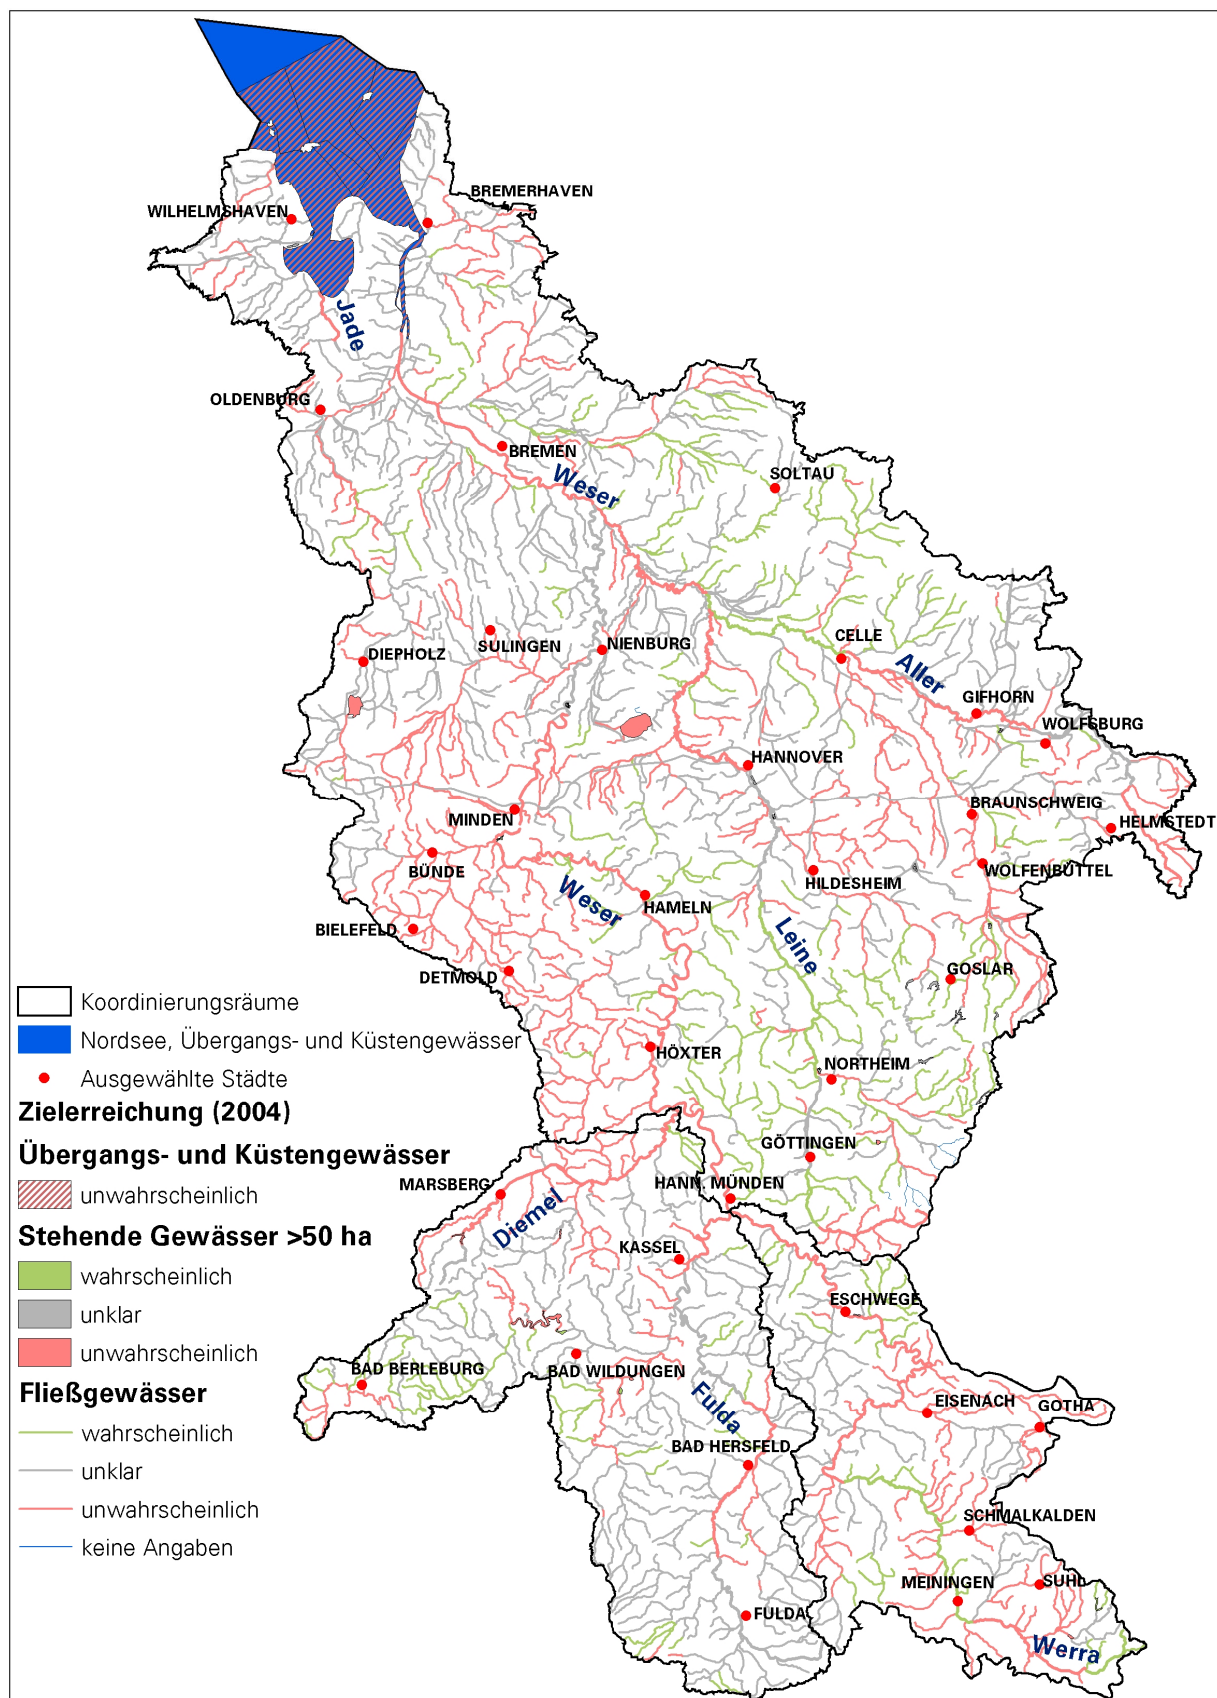 BREMERHAVEN
WILHELMSHAVEN
Jade
OLDENBURG
BREMEN
Weser
SOLTAU
SULINGEN
NIENBURG
DIEPHOLZ
CELLE
Aller
GIFHORN
WOLFSBURG
HANNOVER
BRAUNSCHWEIG
MINDEN
HELMSTEDT
BÜNDE
HILDESHEIM
WOLFENBÜTTEL
Weser
HAMELN
BIELEFELD
Leine
DETMOLD
GOSLAR
HÖXTER
NORTHEIM
GÖTTINGEN
MARSBERG
HANN. MÜNDEN
Diemel
KASSEL
ESCHWEGE
BAD BERLEBURG
BAD WILDUNGEN
Fulda
EISENACH
GOTHA
BAD HERSFELD
SCHMALKALDEN
MEININGEN
SUHL
FULDA
Werra
Koordinierungsräume
Nordsee, Übergangs- und Küstengewässer
Ausgewählte Städte
Zielerreichung (2004)
Übergangs- und Küstengewässer
unwahrscheinlich
Stehende Gewässer >50 ha
wahrscheinlich
unklar
unwahrscheinlich
Fließgewässer
wahrscheinlich
unklar
unwahrscheinlich
keine Angaben